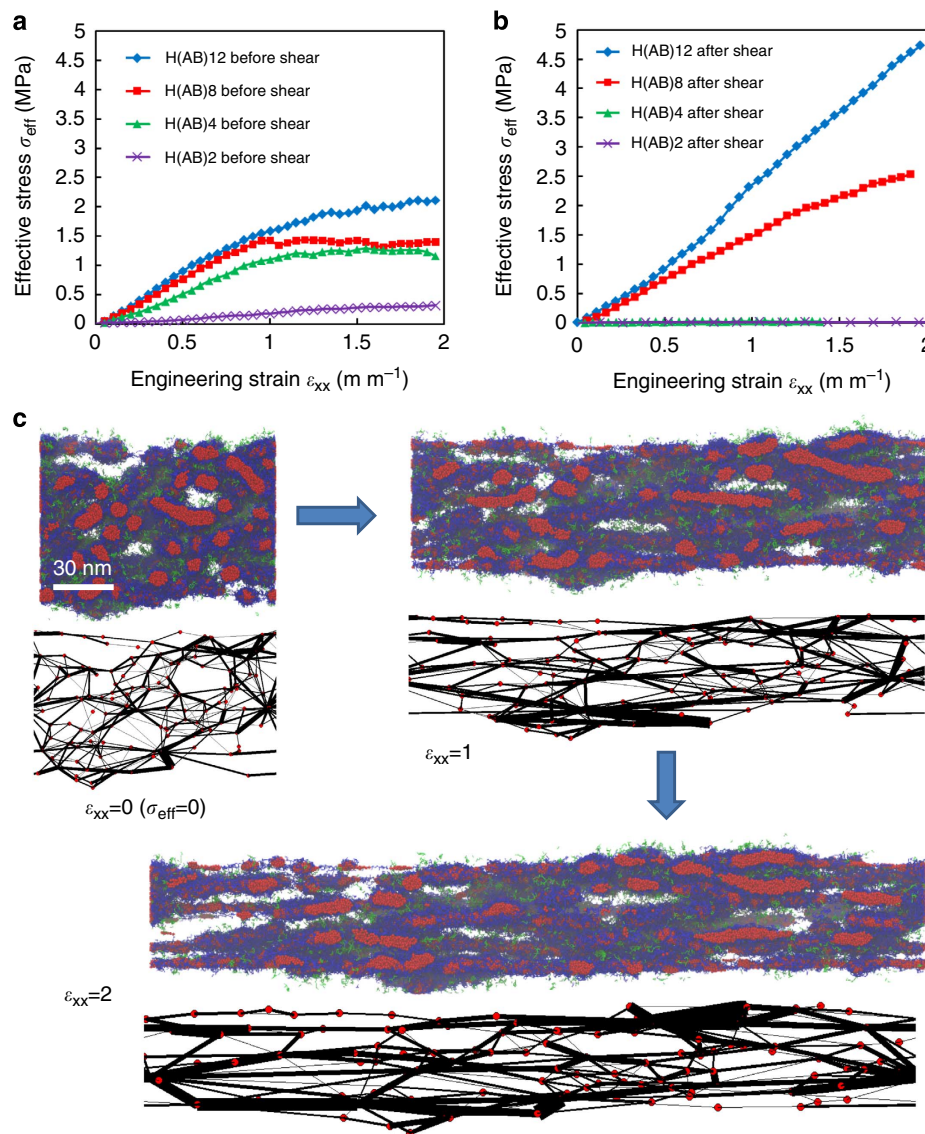 a
Effective stress σeff (MPa)
5
4.5
4
3.5
3
2.5
2
1.5
1
0.5
0
H(AB)12 before shear
H(AB)8 before shear
H(AB)4 before shear
H(AB)2 before shear
0 0.5 1 1.5 2
Engineering strain εxx (m m⁻¹)
b
Effective stress σeff (MPa)
5
4.5
4
3.5
3
2.5
2
1.5
1
0.5
0
H(AB)12 after shear
H(AB)8 after shear
H(AB)4 after shear
H(AB)2 after shear
0 0.5 1 1.5 2
Engineering strain εxx (m m⁻¹)
c
30 nm
εxx=0 (σeff=0)
εxx=1
εxx=2